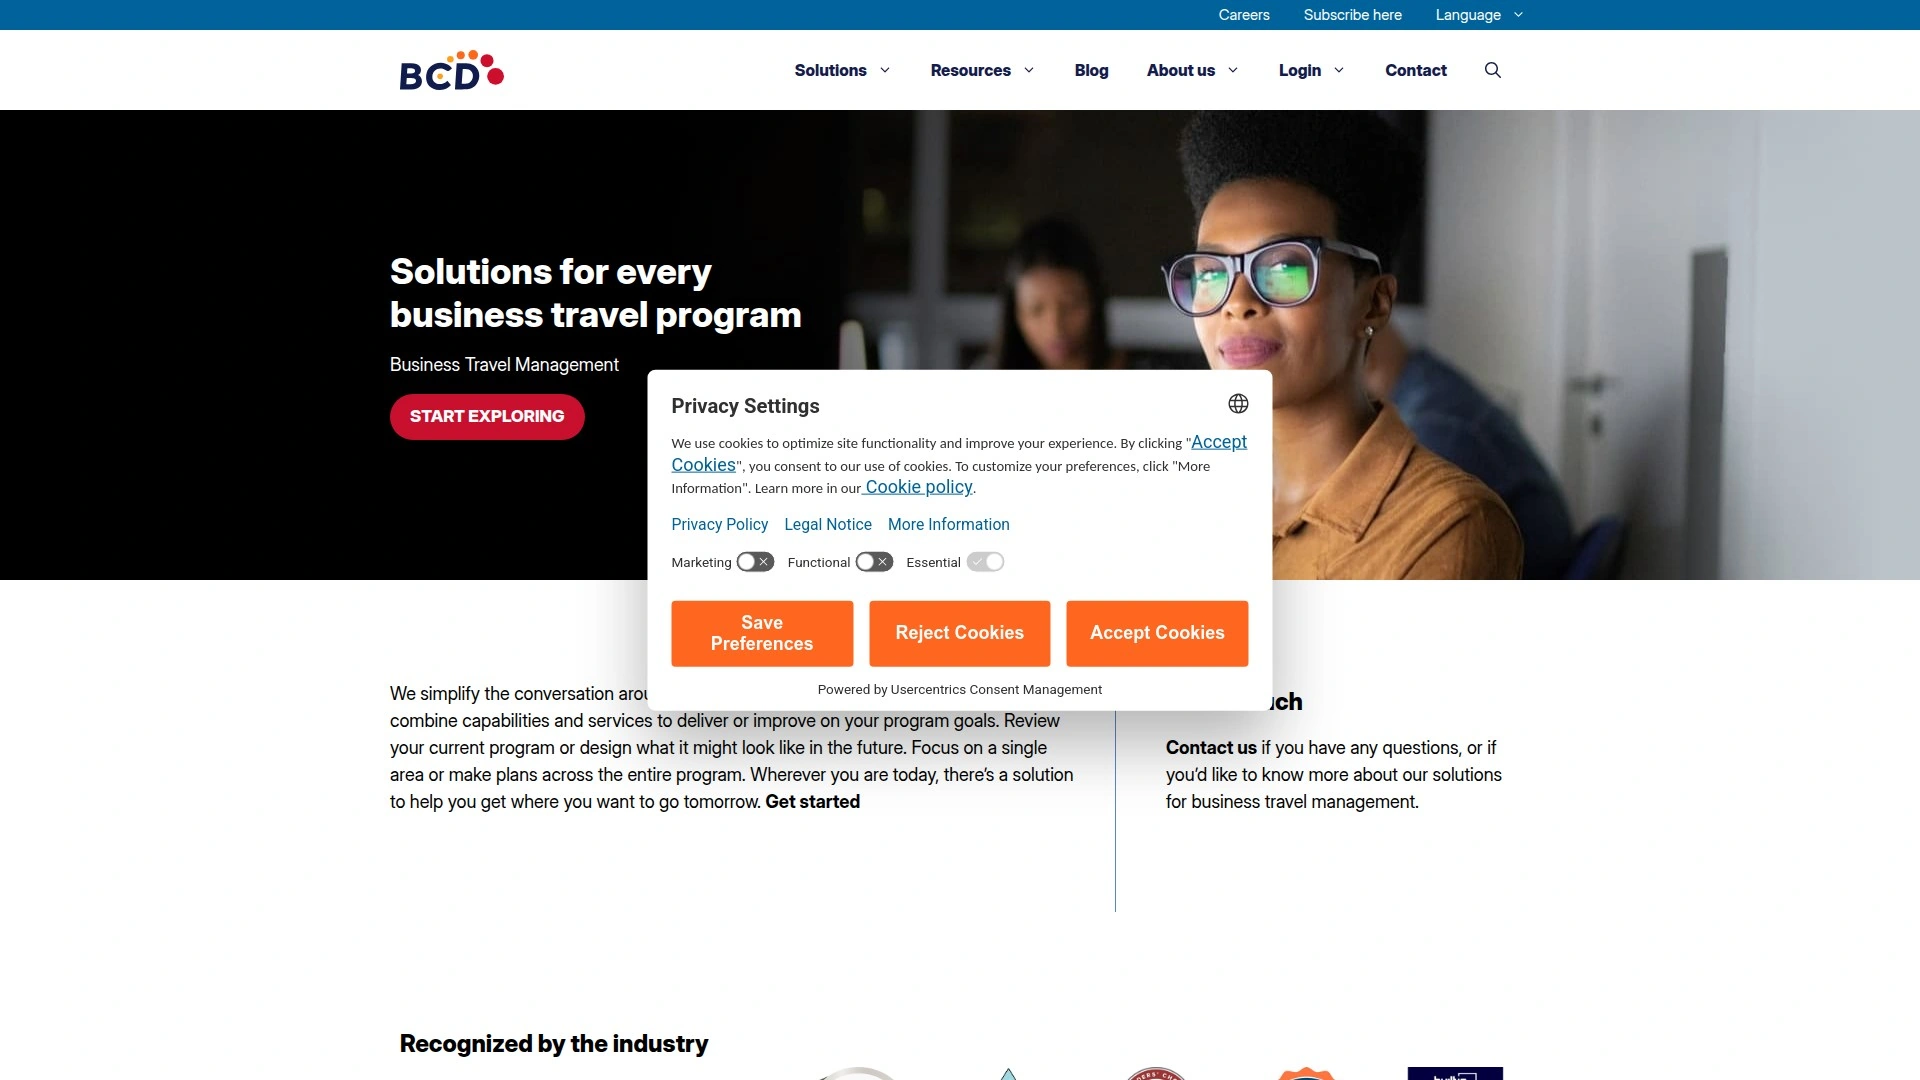 Careers Subscribe here Language
BCD
Solutions Resources Blog About us Login Contact
Solutions for every
business travel program
Business Travel Management
START EXPLORING
Privacy Settings
We use cookies to optimize site functionality and improve your experience. By clicking "Accept
Cookies", you consent to our use of cookies. To customize your preferences, click "More
Information". Learn more in our Cookie policy.
Privacy Policy Legal Notice More Information
Marketing Functional Essential
Save
Preferences
Reject Cookies
Accept Cookies
Powered by Usercentrics Consent Management
We simplify the conversation
combine capabilities and services to deliver or improve on your program goals. Review
your current program or design what it might look like in the future. Focus on a single
area or make plans across the entire program. Wherever you are today, there's a solution
to help you get where you want to go tomorrow. Get started
Contact us if you have any questions, or if
you'd like to know more about our solutions
for business travel management.
Recognized by the industry